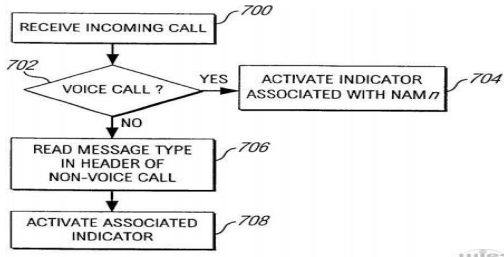 RECEIVE INCOMING CALL
700
702
VOICE CALL ?
YES
ACTIVATE INDICATOR
ASSOCIATED WITH NAM n
704
NO
READ MESSAGE TYPE
IN HEADER OF
NON-VOICE CALL
706
ACTIVATE ASSOCIATED
INDICATOR
708